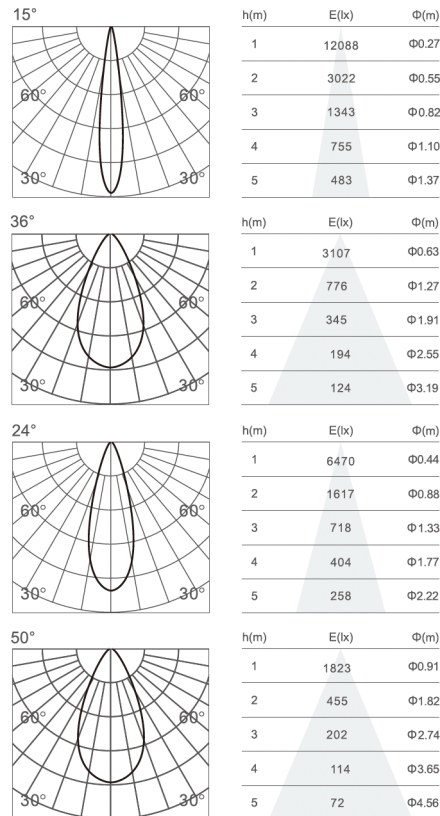 15°
60° 60°
30° 30°
h(m) E(lx) Φ(m)
1 12088 Φ0.27
2 3022 Φ0.55
3 1343 Φ0.82
4 755 Φ1.10
5 483 Φ1.37
36°
60° 60°
30° 30°
h(m) E(lx) Φ(m)
1 3107 Φ0.63
2 776 Φ1.27
3 345 Φ1.91
4 194 Φ2.55
5 124 Φ3.19
24°
60° 60°
30° 30°
h(m) E(lx) Φ(m)
1 6470 Φ0.44
2 1617 Φ0.88
3 718 Φ1.33
4 404 Φ1.77
5 258 Φ2.22
50°
60° 60°
30° 30°
h(m) E(lx) Φ(m)
1 1823 Φ0.91
2 455 Φ1.82
3 202 Φ2.74
4 114 Φ3.65
5 72 Φ4.56